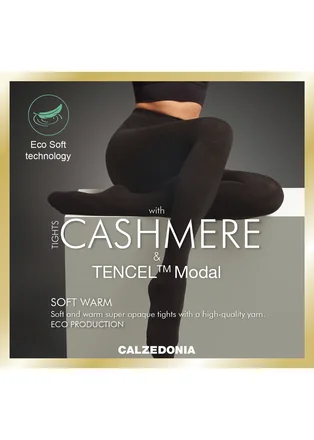 Eco Soft
technology
with
TIGHTS
CASHMERE
&
TENCEL™ Modal
SOFT WARM
Soft and warm super opaque tights with a high-quality yarn.
ECO PRODUCTION
CALZEDONIA